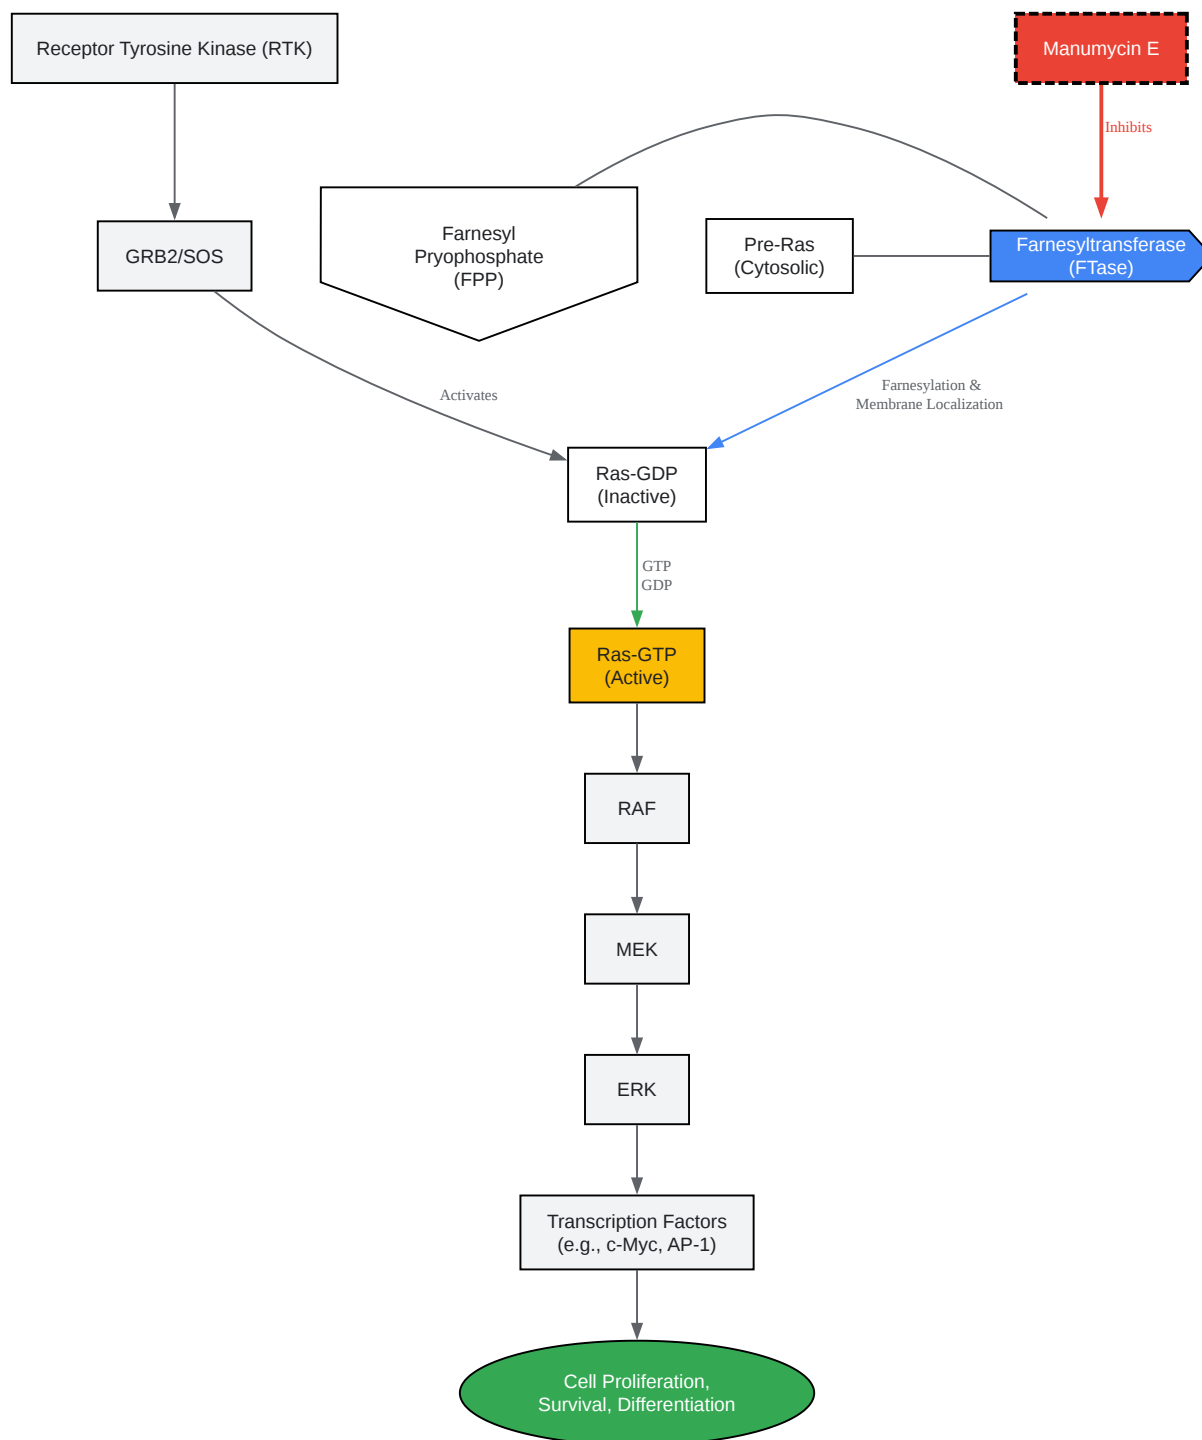 Receptor Tyrosine Kinase (RTK)
Manumycin E
Inhibits
GRB2/SOS
Farnesyl
Pryophosphate
(FPP)
Pre-Ras
(Cytosolic)
Farnesyltransferase
(FTase)
Activates
Farnesylation &
Membrane Localization
Ras-GDP
(Inactive)
GTP
GDP
Ras-GTP
(Active)
RAF
MEK
ERK
Transcription Factors
(e.g., c-Myc, AP-1)
Cell Proliferation,
Survival, Differentiation